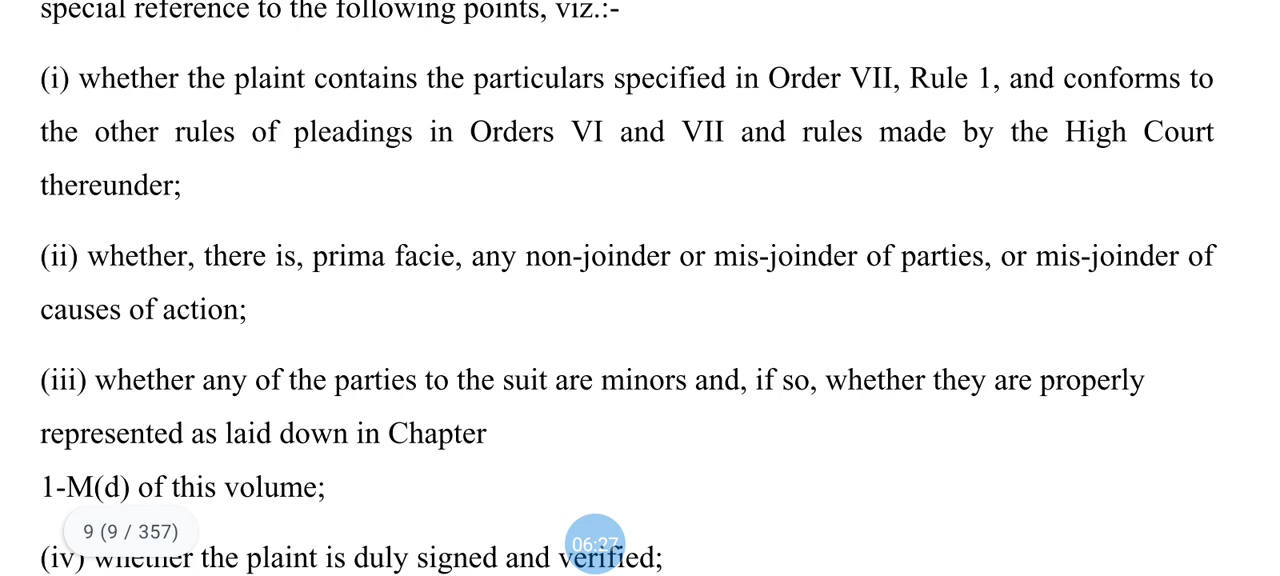 special reference to the following points, viz.:-
(i) whether the plaint contains the particulars specified in Order VII, Rule 1, and conforms to
the other rules of pleadings in Orders VI and VII and rules made by the High Court
thereunder;
(ii) whether, there is, prima facie, any non-joinder or mis-joinder of parties, or mis-joinder of
causes of action;
(iii) whether any of the parties to the suit are minors and, if so, whether they are properly
represented as laid down in Chapter
1-M(d) of this volume;
9 (9 / 357)
06:27
(iv) whether the plaint is duly signed and verified;